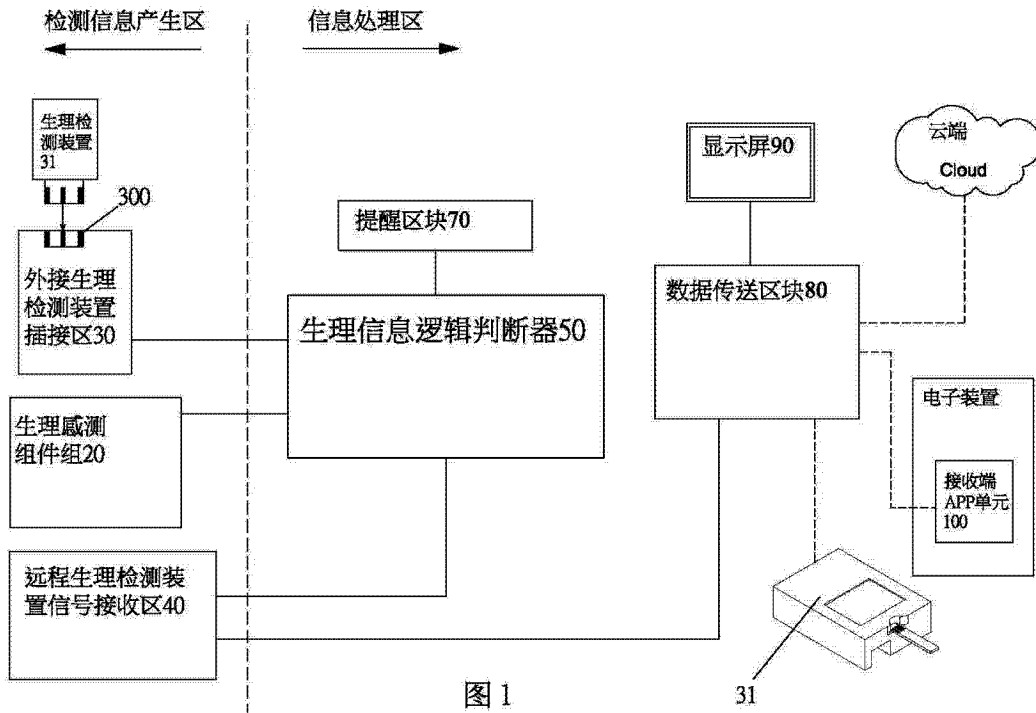 检测信息产生区
信息处理区
生理检
测装置
31
300
外接生理
检测装置
插接区30
生理感测
组件组20
远程生理检测装
置信号接收区40
提醒区块70
生理信息逻辑判断器50
显示屏90
数据传送区块80
云端
Cloud
电子装置
接收端
APP单元
100
31
图1